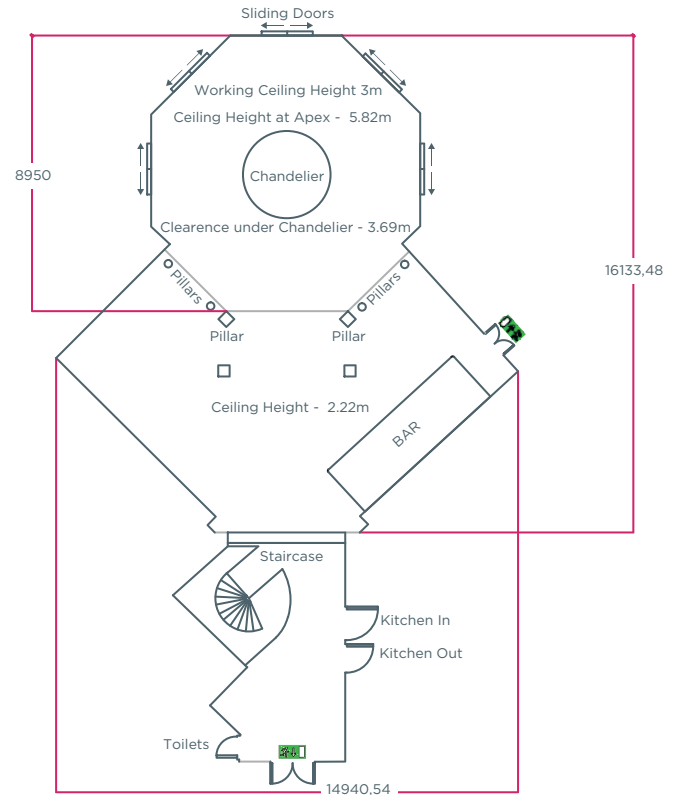 Sliding Doors
Working Ceiling Height 3m
Ceiling Height at Apex - 5.82m
8950
Chandelier
Clearence under Chandelier - 3.69m
16133,48
Pillars
Pillars
Pillar
Pillar
Ceiling Height - 2.22m
BAR
Staircase
Kitchen In
Kitchen Out
Toilets
14940,54